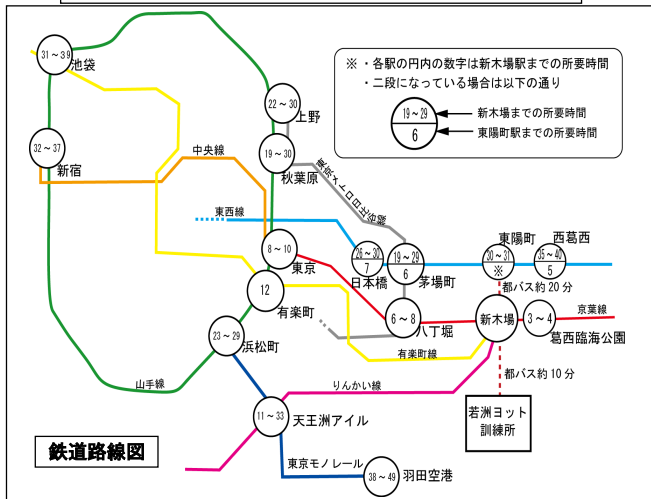 31～39
池袋
※ ・各駅の円内の数字は新木場駅までの所要時間
・二段になっている場合は以下の通り
19～29
6
新木場までの所要時間
東陽町駅までの所要時間
22～30
上野
32～37
新宿
中央線
19～30
秋葉原
東京メトロ日比谷線
東西線
8～10
東京
26～30
7
日本橋
19～29
6
茅場町
東陽町
30～31
※
西葛西
35～40
5
都バス約20分
12
有楽町
6～8
八丁堀
新木場
3～4
葛西臨海公園
京葉線
23～29
浜松町
有楽町線
山手線
りんかい線
都バス約10分
11～33
天王洲アイル
若洲ヨット
訓練所
鉄道路線図
東京モノレール
38～49
羽田空港